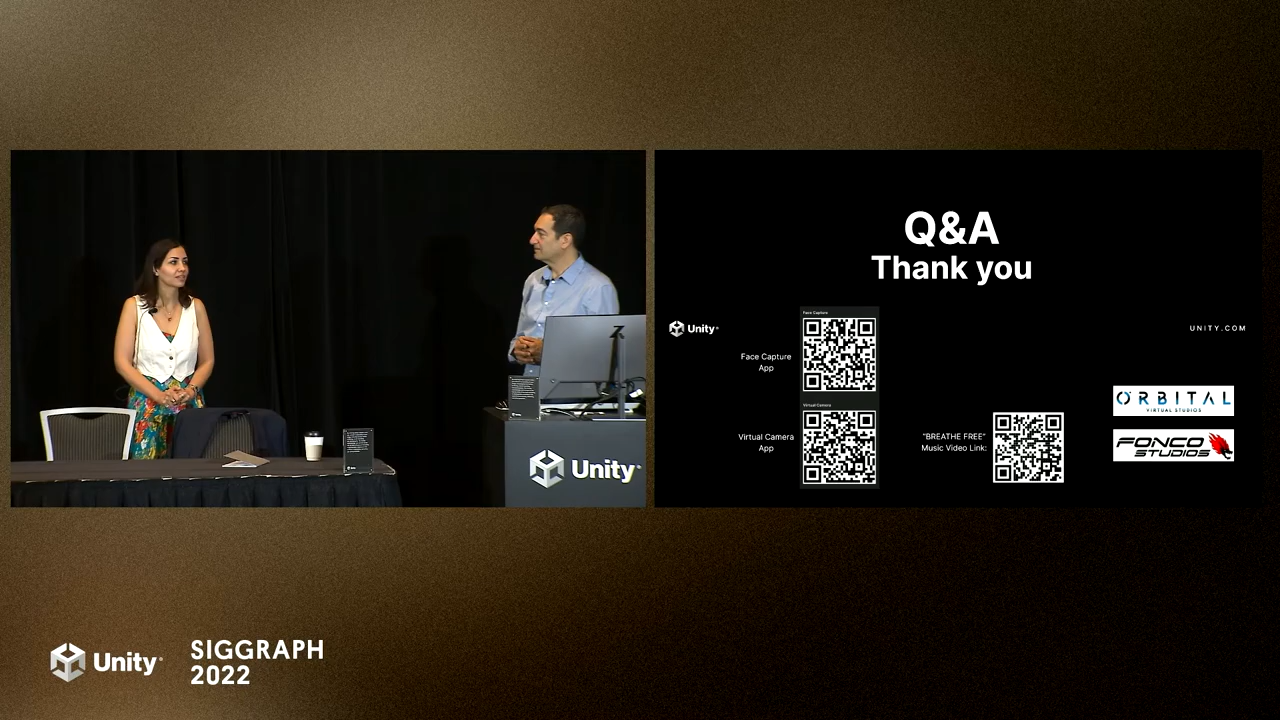 Q&A
Thank you
Face Capture
Unity
UNITY.COM
Face Capture
App
Virtual Camera
ORBITAL
VIRTUAL STUDIOS
Virtual Camera
App
"BREATHE FREE"
Music Video Link:
FONCO
STUDIOS
Unity
Unity
SIGGRAPH
2022